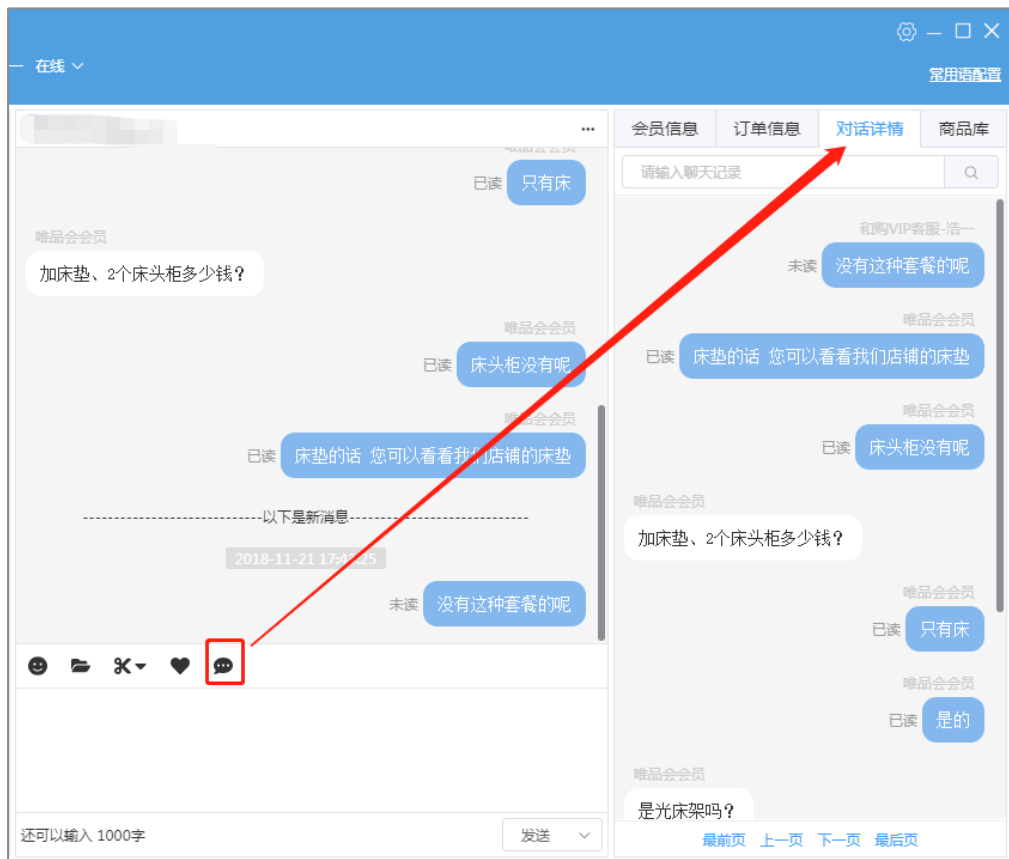 在线
常用语配置
...
唯品会会员
已读 只有床
唯品会会员
加床垫、2个床头柜多少钱？
唯品会会员
已读 床头柜没有呢
唯品会会员
已读 床垫的话 您可以看看我们店铺的床垫
-----------------------------以下是新消息-----------------------------
2018-11-21
未读 没有这种套餐的呢
还可以输入 1000字
发送
会员信息 订单信息 对话详情 商品库
请输入聊天记录
和购VIP客服-浩一
未读 没有这种套餐的呢
唯品会会员
已读 床垫的话 您可以看看我们店铺的床垫
唯品会会员
已读 床头柜没有呢
唯品会会员
加床垫、2个床头柜多少钱？
唯品会会员
已读 只有床
唯品会会员
已读 是的
唯品会会员
是光床架吗？
最前页 上一页 下一页 最后页